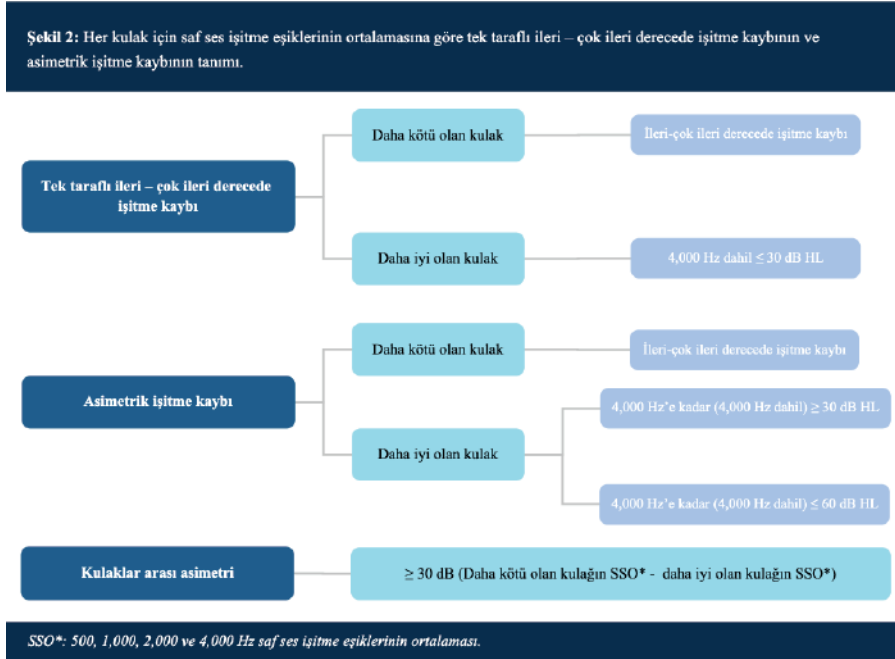 Şekil 2: Her kulak için saf ses işitme eşiklerinin ortalamasına göre tek taraflı ileri – çok ileri derecede işitme kaybının ve
asimetrik işitme kaybının tanımı.
Tek taraflı ileri – çok ileri derecede
işitme kaybı
Daha kötü olan kulak
İleri-çok ileri derecede işitme kaybı
Daha iyi olan kulak
4,000 Hz dahil ≤ 30 dB HL
Asimetrik işitme kaybı
Daha kötü olan kulak
İleri-çok ileri derecede işitme kaybı
Daha iyi olan kulak
4,000 Hz'e kadar (4,000 Hz dahil) ≥ 30 dB HL
4,000 Hz'e kadar (4,000 Hz dahil) ≤ 60 dB HL
Kulaklar arası asimetri
≥ 30 dB (Daha kötü olan kulağın SSO* - daha iyi olan kulağın SSO*)
SSO*: 500, 1,000, 2,000 ve 4,000 Hz saf ses işitme eşiklerinin ortalaması.